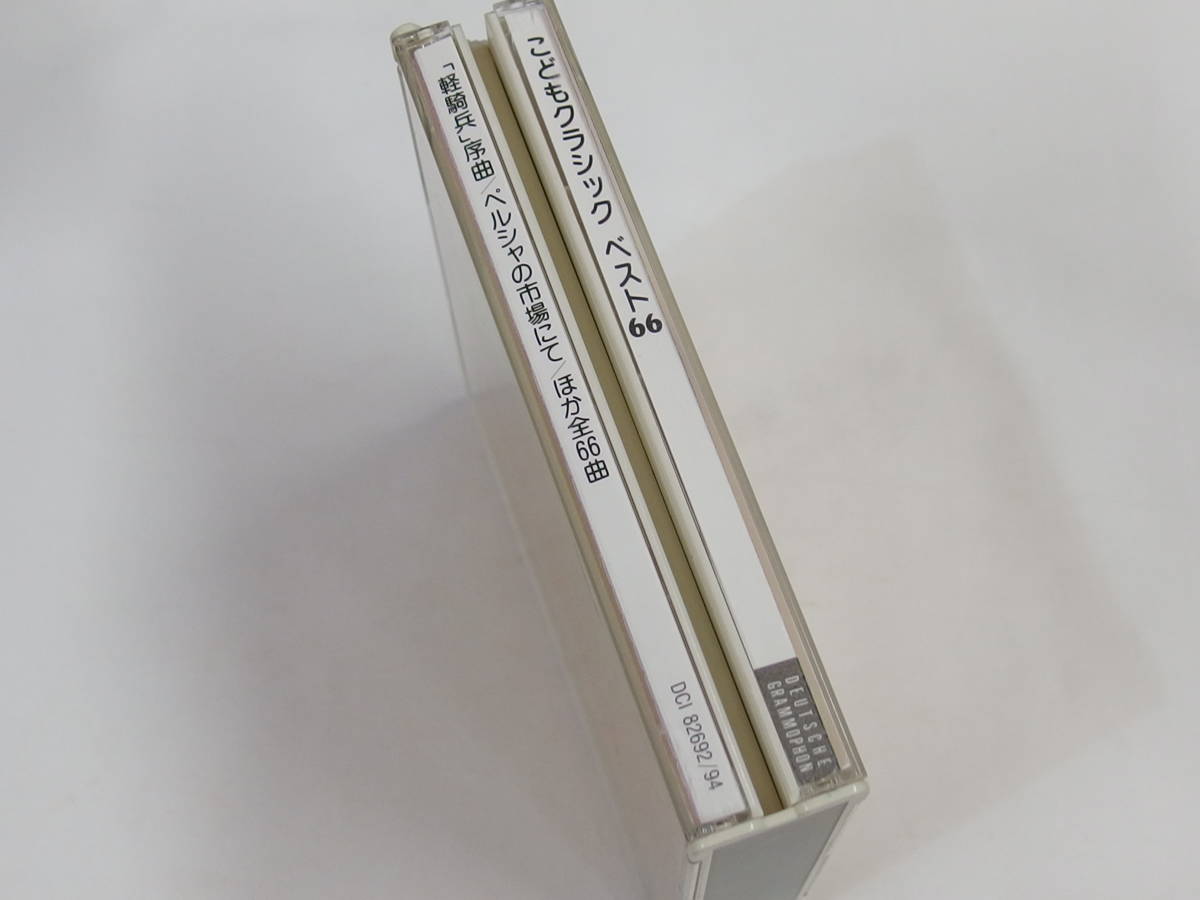 こどもクラシック ベスト66
DEUTSCHE
GRAMMOPHON
「軽騎兵」序曲/ペルシャの市場にて/ほか全66曲
DCI 82692/94